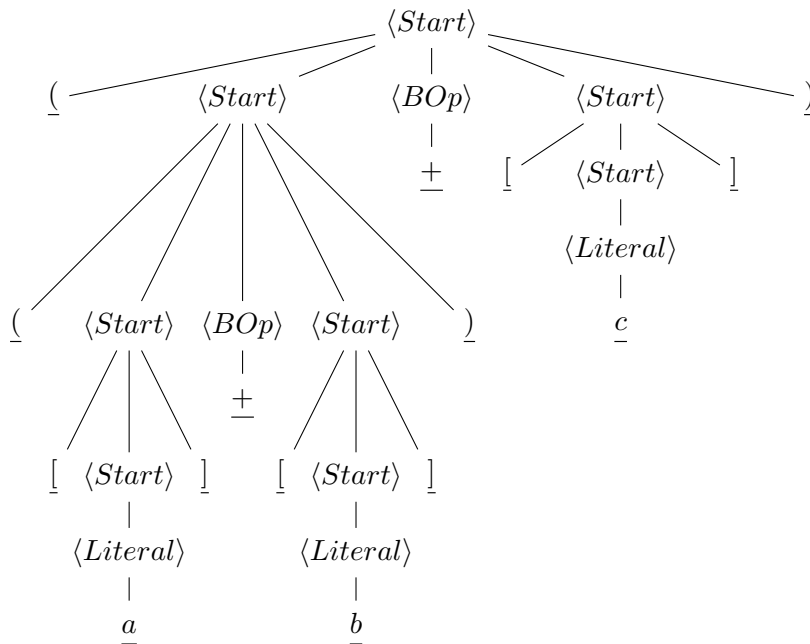 ⟨Start⟩
( ⟨Start⟩ ⟨BOp⟩ ⟨Start⟩ )
+ [ ⟨Start⟩ ]
⟨Literal⟩
( ⟨Start⟩ ⟨BOp⟩ ⟨Start⟩ ) c
+
[ ⟨Start⟩ ] [ ⟨Start⟩ ]
⟨Literal⟩ ⟨Literal⟩
a b